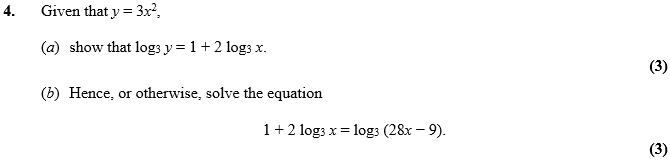 4. Given that y = 3x²,
(a) show that log₃ y = 1 + 2 log₃ x.
(3)
(b) Hence, or otherwise, solve the equation
1 + 2 log₃ x = log₃ (28x − 9).
(3)